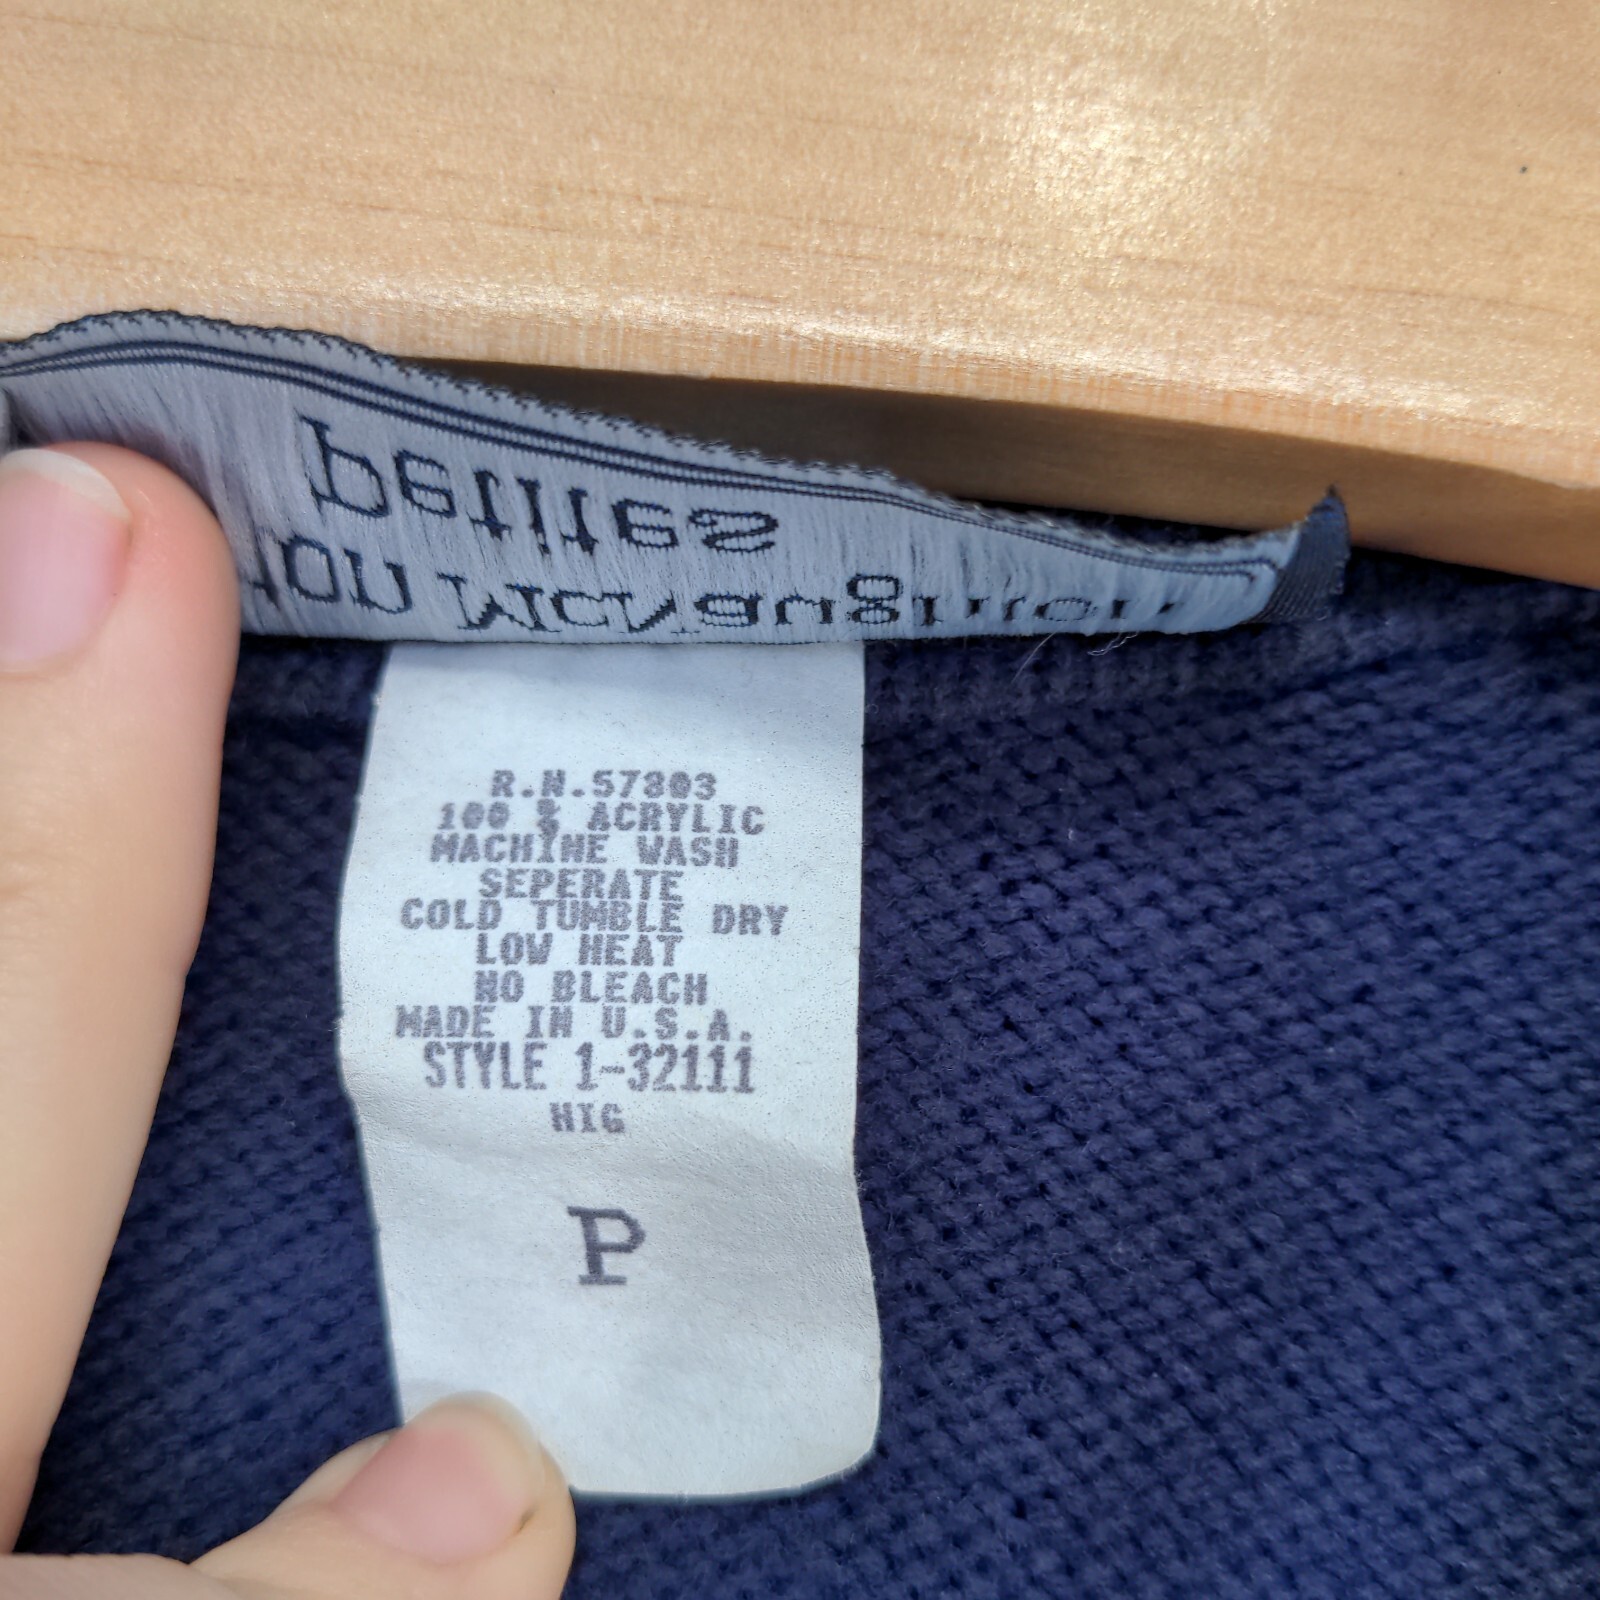 ton McNaughton
Petites
R.N.57803
100 % ACRYLIC
MACHINE WASH
SEPERATE
COLD TUMBLE DRY
LOW HEAT
NO BLEACH
MADE IN U.S.A.
STYLE 1-32111
HIG
P